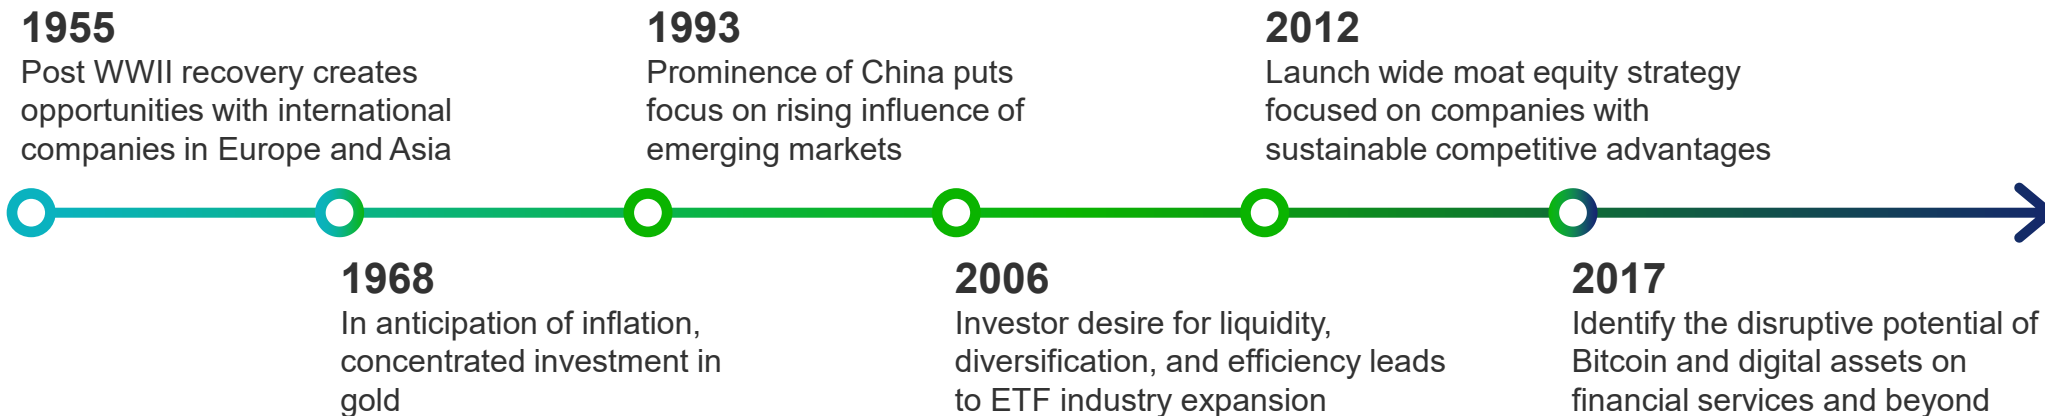 1955
Post WWII recovery creates
opportunities with international
companies in Europe and Asia
1968
In anticipation of inflation,
concentrated investment in
gold
1993
Prominence of China puts
focus on rising influence of
emerging markets
2006
Investor desire for liquidity,
diversification, and efficiency leads
to ETF industry expansion
2012
Launch wide moat equity strategy
focused on companies with
sustainable competitive advantages
2017
Identify the disruptive potential of
Bitcoin and digital assets on
financial services and beyond